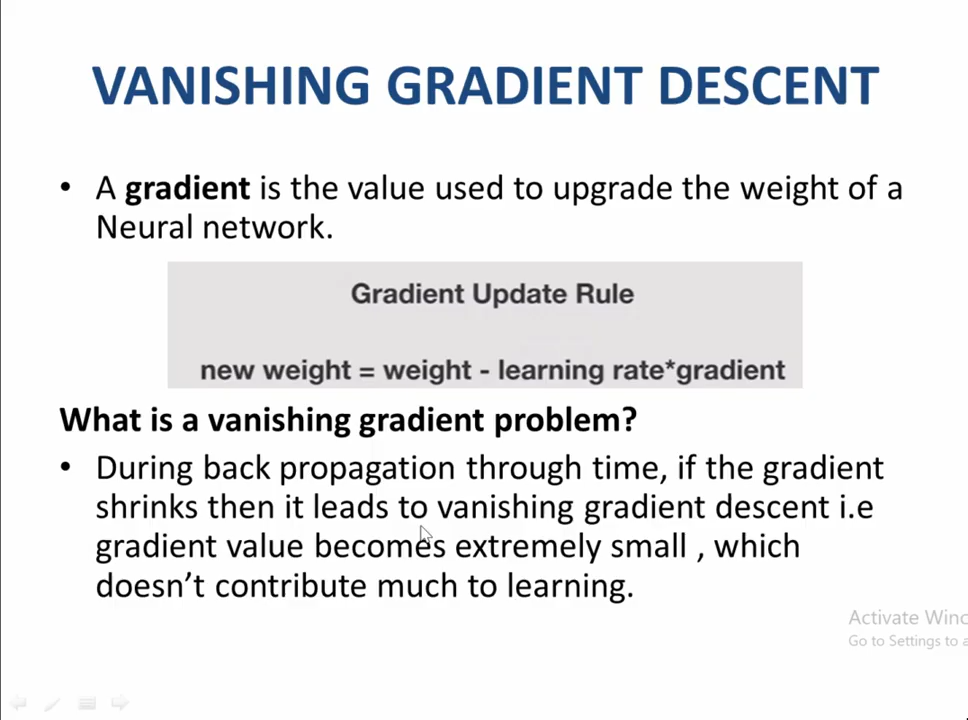 VANISHING GRADIENT DESCENT
• A gradient is the value used to upgrade the weight of a
Neural network.
Gradient Update Rule
new weight = weight - learning rate*gradient
What is a vanishing gradient problem?
• During back propagation through time, if the gradient
shrinks then it leads to vanishing gradient descent i.e
gradient value becomes extremely small , which
doesn’t contribute much to learning.
Activate Winc
Go to Settings to a